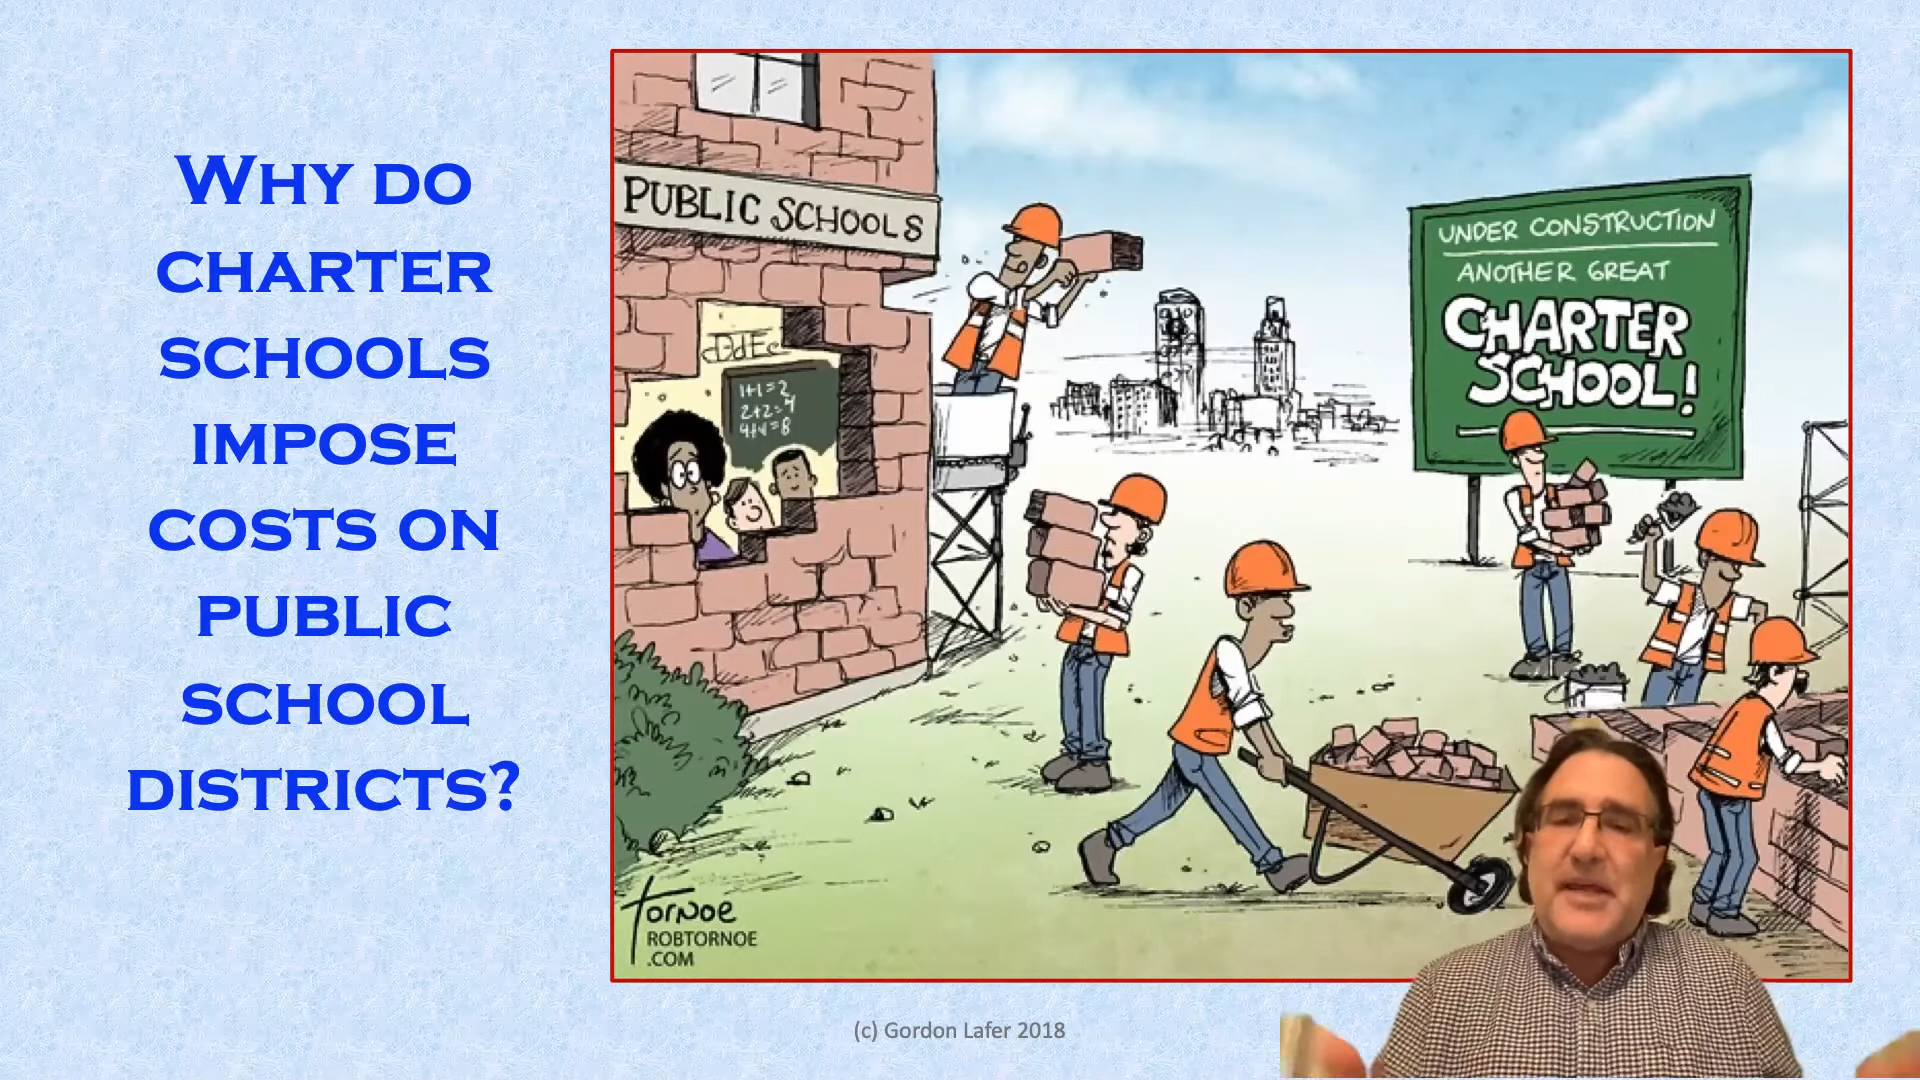 WHY DO
CHARTER
SCHOOLS
IMPOSE
COSTS ON
PUBLIC
SCHOOL
DISTRICTS?
PUBLIC SCHOOLS
UNDER CONSTRUCTION
ANOTHER GREAT
CHARTER
SCHOOL!
cDdEe
1+1=2
2+2=4
4+4=8
Tornoe
ROBTORNOE
.COM
(c) Gordon Lafer 2018